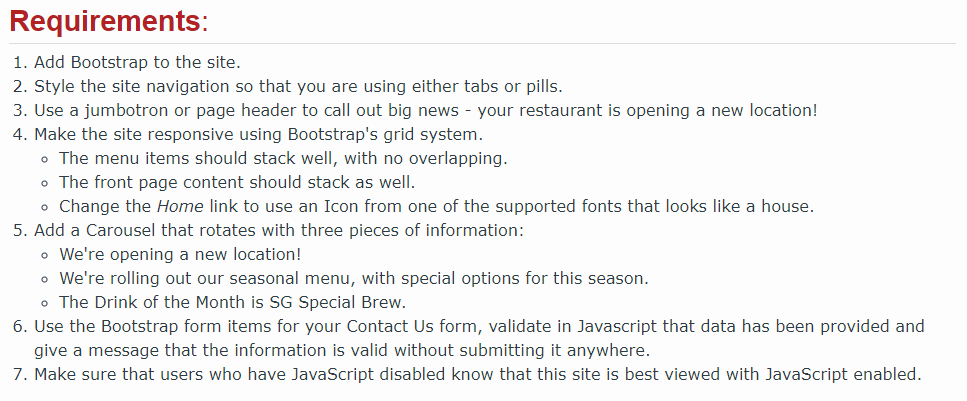 Requirements:
1. Add Bootstrap to the site.
2. Style the site navigation so that you are using either tabs or pills.
3. Use a jumbotron or page header to call out big news - your restaurant is opening a new location!
4. Make the site responsive using Bootstrap's grid system.
◦ The menu items should stack well, with no overlapping.
◦ The front page content should stack as well.
◦ Change the Home link to use an Icon from one of the supported fonts that looks like a house.
5. Add a Carousel that rotates with three pieces of information:
◦ We're opening a new location!
◦ We're rolling out our seasonal menu, with special options for this season.
◦ The Drink of the Month is SG Special Brew.
6. Use the Bootstrap form items for your Contact Us form, validate in Javascript that data has been provided and
give a message that the information is valid without submitting it anywhere.
7. Make sure that users who have JavaScript disabled know that this site is best viewed with JavaScript enabled.